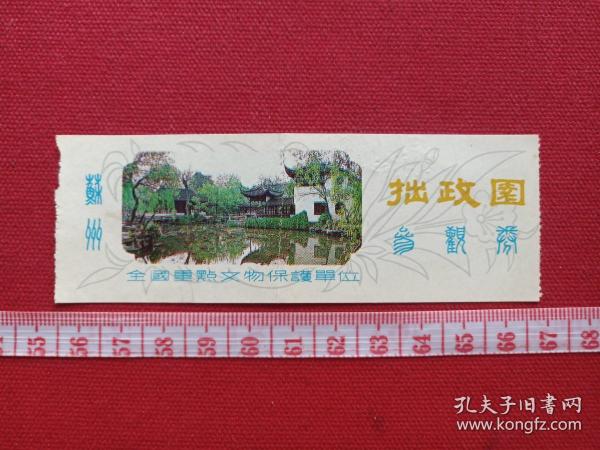 蘇州
拙政園
參觀券
全國重點文物保護單位
55 56 57 58 59 60 61 62 63 64 65 66 67 68
孔夫子旧书网
www.kongfz.com